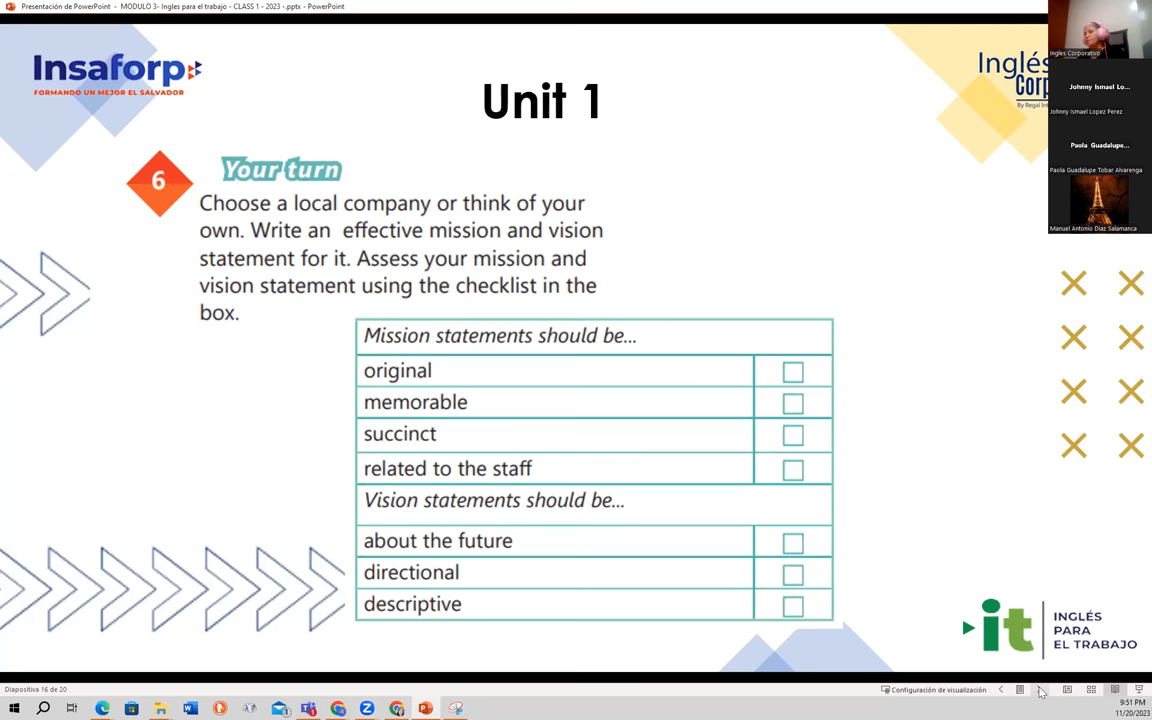 Presentación de PowerPoint - MODULO 3- Ingles para el trabajo - CLASS 1 - 2023 -.pptx - PowerPoint
Insaforp
FORMANDO UN MEJOR EL SALVADOR
Unit 1
Inglés
Corp
By Regal Int
Ingles Corporativo
Johnny Ismael Lo...
Johnny Ismael Lopez Perez
Paola Guadalupe...
Paola Guadalupe Tobar Alvarenga
Manuel Antonio Diaz Salamanca
6
Your turn
Choose a local company or think of your
own. Write an effective mission and vision
statement for it. Assess your mission and
vision statement using the checklist in the
box.
Mission statements should be...
original
memorable
succinct
related to the staff
Vision statements should be...
about the future
directional
descriptive
it
INGLÉS
PARA
EL TRABAJO
Diapositiva 16 de 20
Configuración de visualización
9:51 PM
11/20/2023